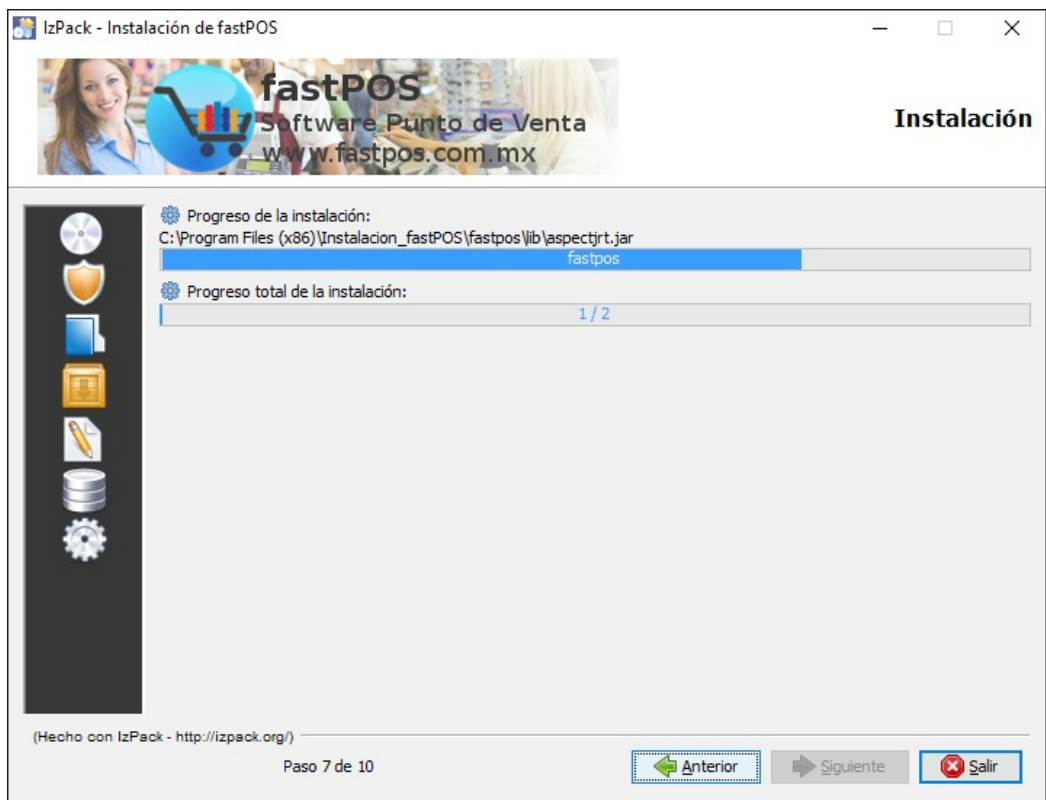 IzPack - Instalación de fastPOS
fastPOS
Software Punto de Venta
www.fastpos.com.mx
Instalación
Progreso de la instalación:
C:\Program Files (x86)\Instalacion_fastPOS\fastpos\lib\aspectjrt.jar
fastpos
Progreso total de la instalación:
1 / 2
(Hecho con IzPack - http://izpack.org/)
Paso 7 de 10
Anterior
Siguiente
Salir